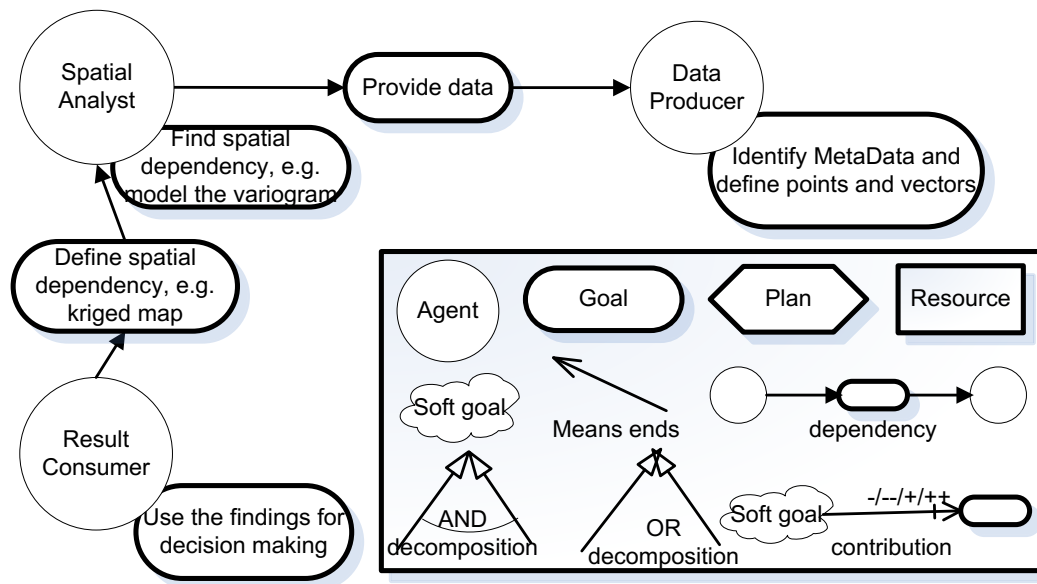 Spatial
Analyst
Provide data
Data
Producer
Find spatial
dependency, e.g.
model the variogram
Identify MetaData and
define points and vectors
Define spatial
dependency, e.g.
kriged map
Result
Consumer
Use the findings for
decision making
Agent
Goal
Plan
Resource
Soft goal
Means ends
dependency
AND
decomposition
OR
decomposition
Soft goal
-/--/+/++
contribution